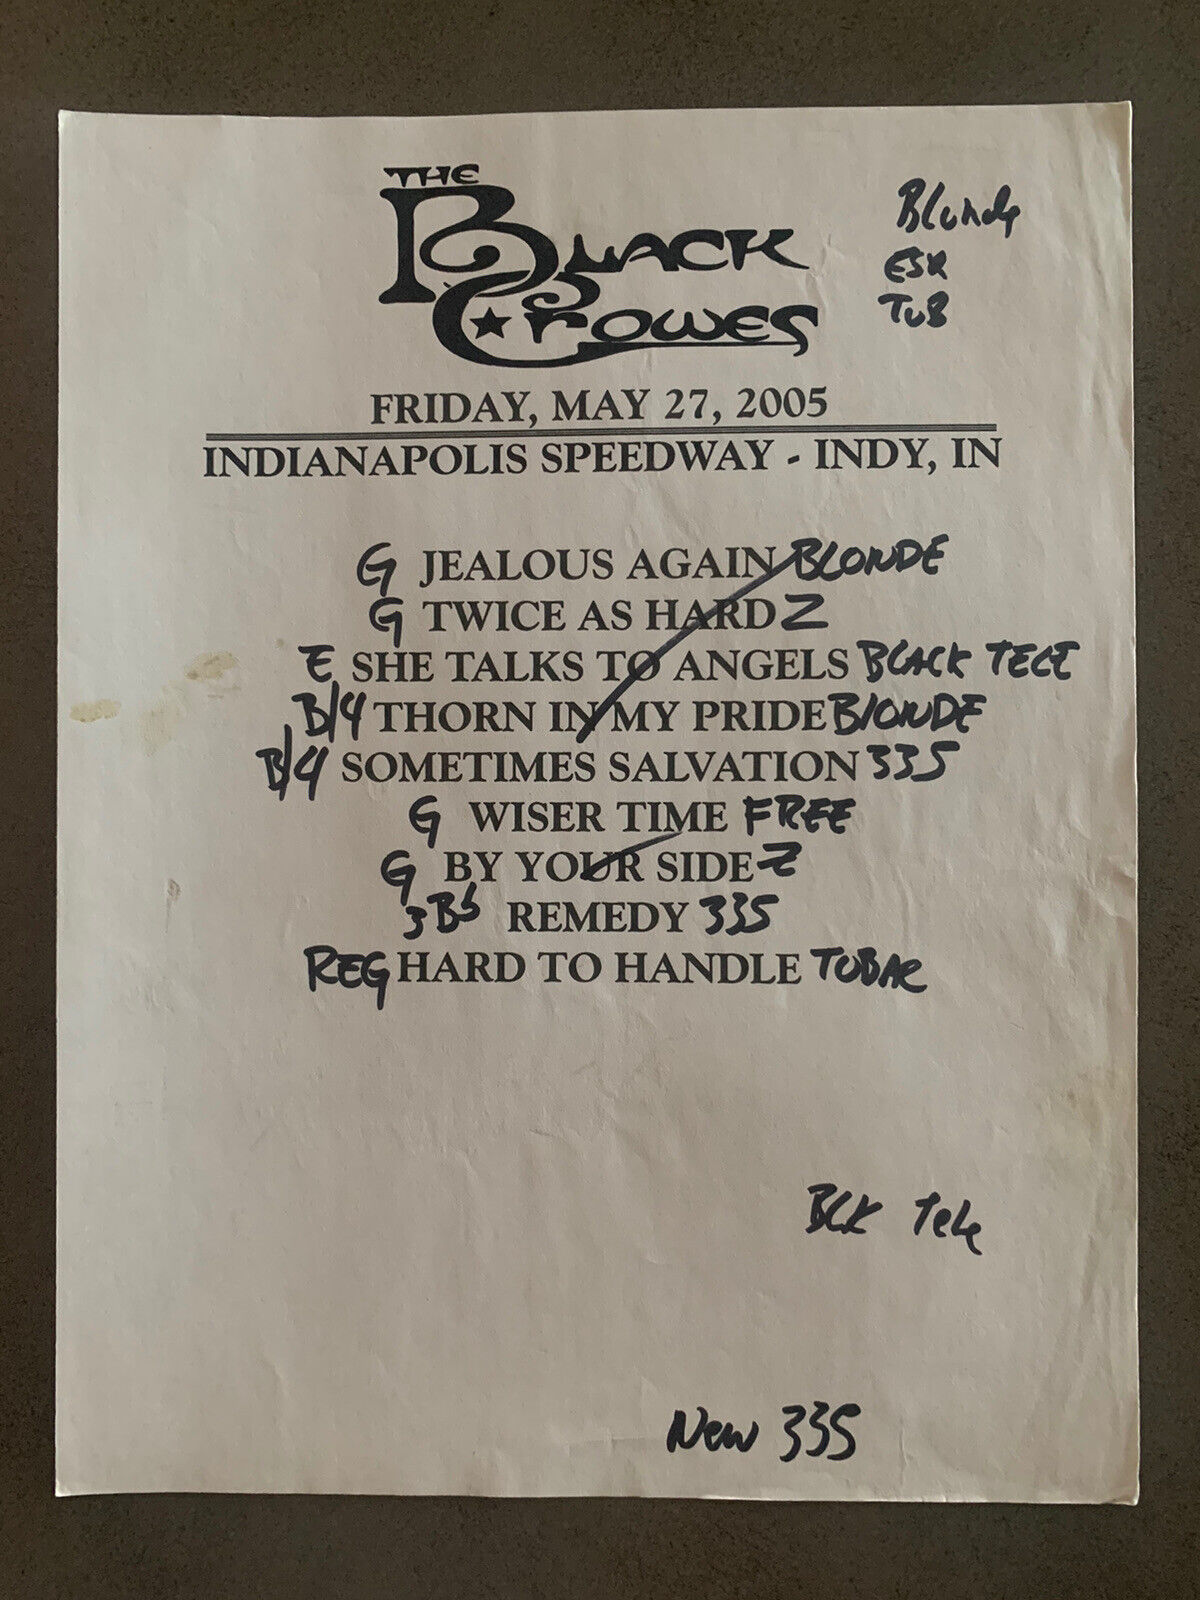 THE
BLACK
CROWES
Blonde
ESK
TUB
FRIDAY, MAY 27, 2005
INDIANAPOLIS SPEEDWAY - INDY, IN
G JEALOUS AGAIN BLONDE
G TWICE AS HARD Z
E SHE TALKS TO ANGELS BLACK TELE
B/4 THORN IN MY PRIDE BLONDE
B/4 SOMETIMES SALVATION 335
G WISER TIME FREE
G BY YOUR SIDE Z
3Bs REMEDY 335
REG HARD TO HANDLE TUBAR
BLK Tele
New 335